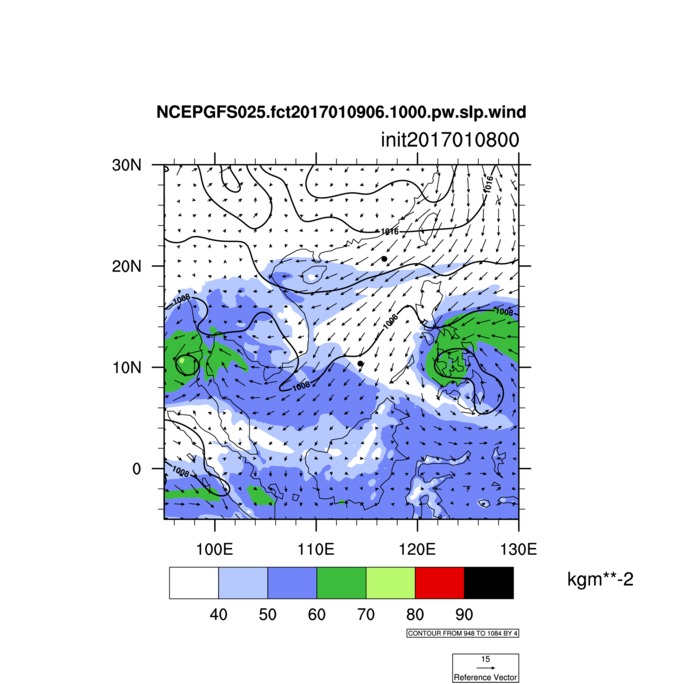 NCEPGFS025.fct2017010906.1000.pw.slp.wind
init2017010800
30N
20N
10N
0
100E 110E 120E 130E
1016
1016
1008
1008
1008
1008
1008
40 50 60 70 80 90
kgm**-2
CONTOUR FROM 948 TO 1084 BY 4
15
Reference Vector